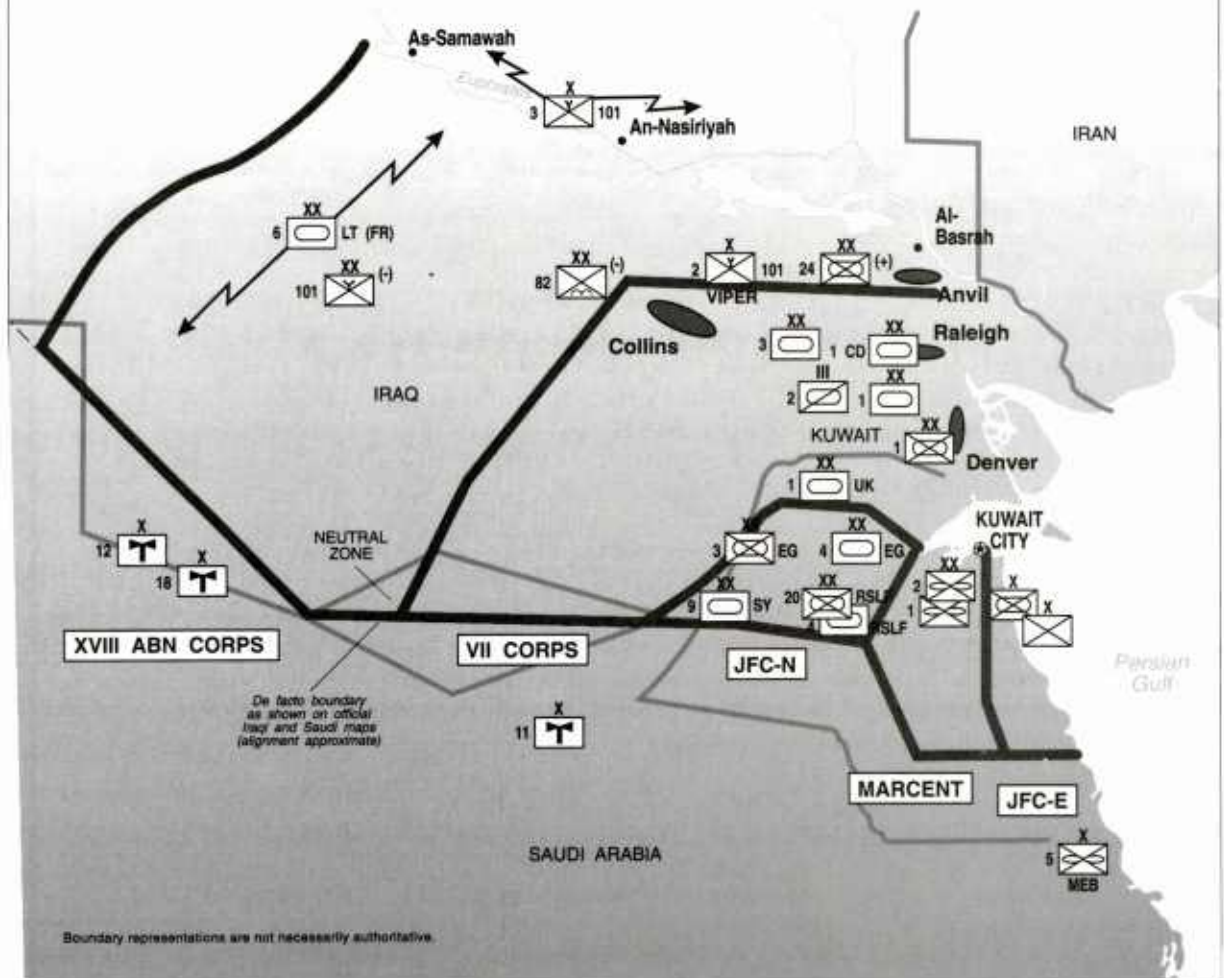 As-Samawah
Euphrates
X
3 101
An-Nasiriyah
IRAN
XX
6 LT (FR)
XX
101 (-)
Al-
Basrah
XX
82 (-)
X
2 101
VIPER
XX
24 (+)
Anvil
Collins
Raleigh
XX
3
XX
1 CD
III
2
XX
1
IRAQ
KUWAIT
XX
1
Denver
XX
1 UK
X
12
X
18
NEUTRAL
ZONE
XX
3 EG
XX
4 EG
KUWAIT
CITY
XX
9 SY
XX
20 RSLF
RSLF
XX
2
1
X
X
XVIII ABN CORPS
VII CORPS
JFC-N
Persian
Gulf
De facto boundary
as shown on official
Iraqi and Saudi maps
(alignment approximate)
X
11
MARCENT
JFC-E
SAUDI ARABIA
X
5
MEB
Boundary representations are not necessarily authoritative.